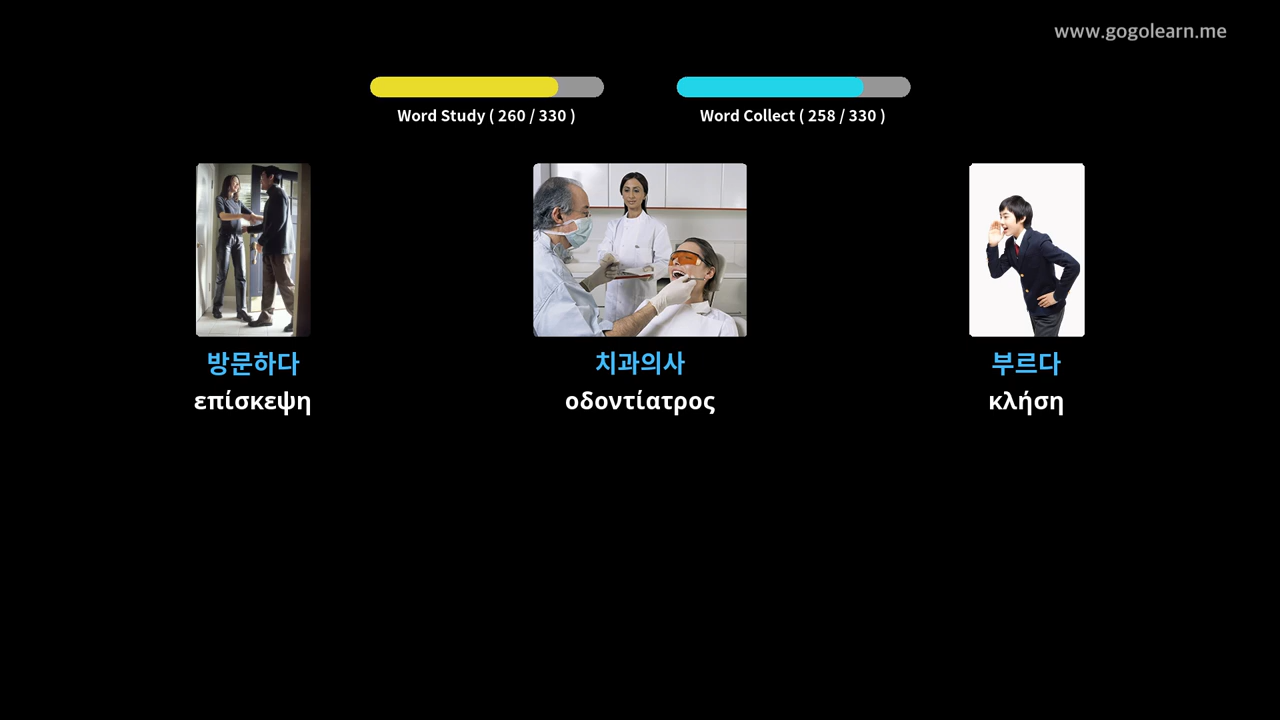 www.gogolearn.me
Word Study ( 260 / 330 )
Word Collect ( 258 / 330 )
방문하다
επίσκεψη
치과의사
οδοντίατρος
부르다
κλήση